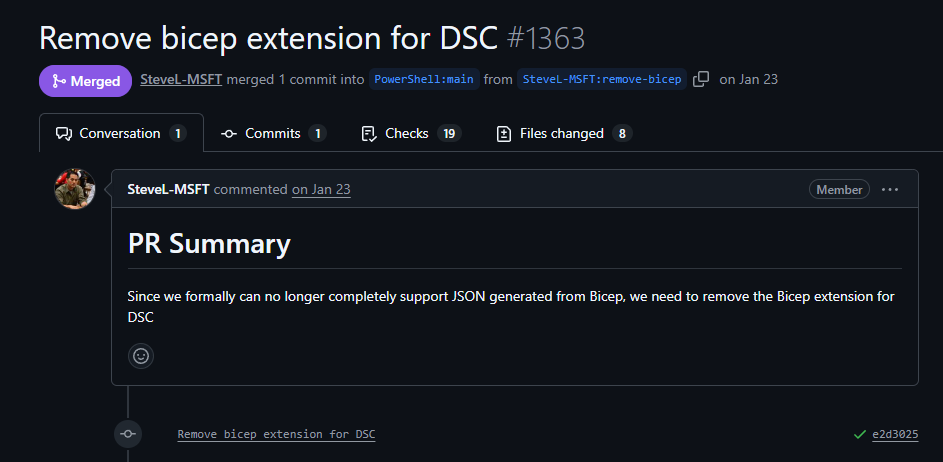 Remove bicep extension for DSC #1363
Merged SteveL-MSFT merged 1 commit into PowerShell:main from SteveL-MSFT:remove-bicep on Jan 23
Conversation 1 Commits 1 Checks 19 Files changed 8
SteveL-MSFT commented on Jan 23 Member
PR Summary
Since we formally can no longer completely support JSON generated from Bicep, we need to remove the Bicep extension for
DSC
Remove bicep extension for DSC e2d3025